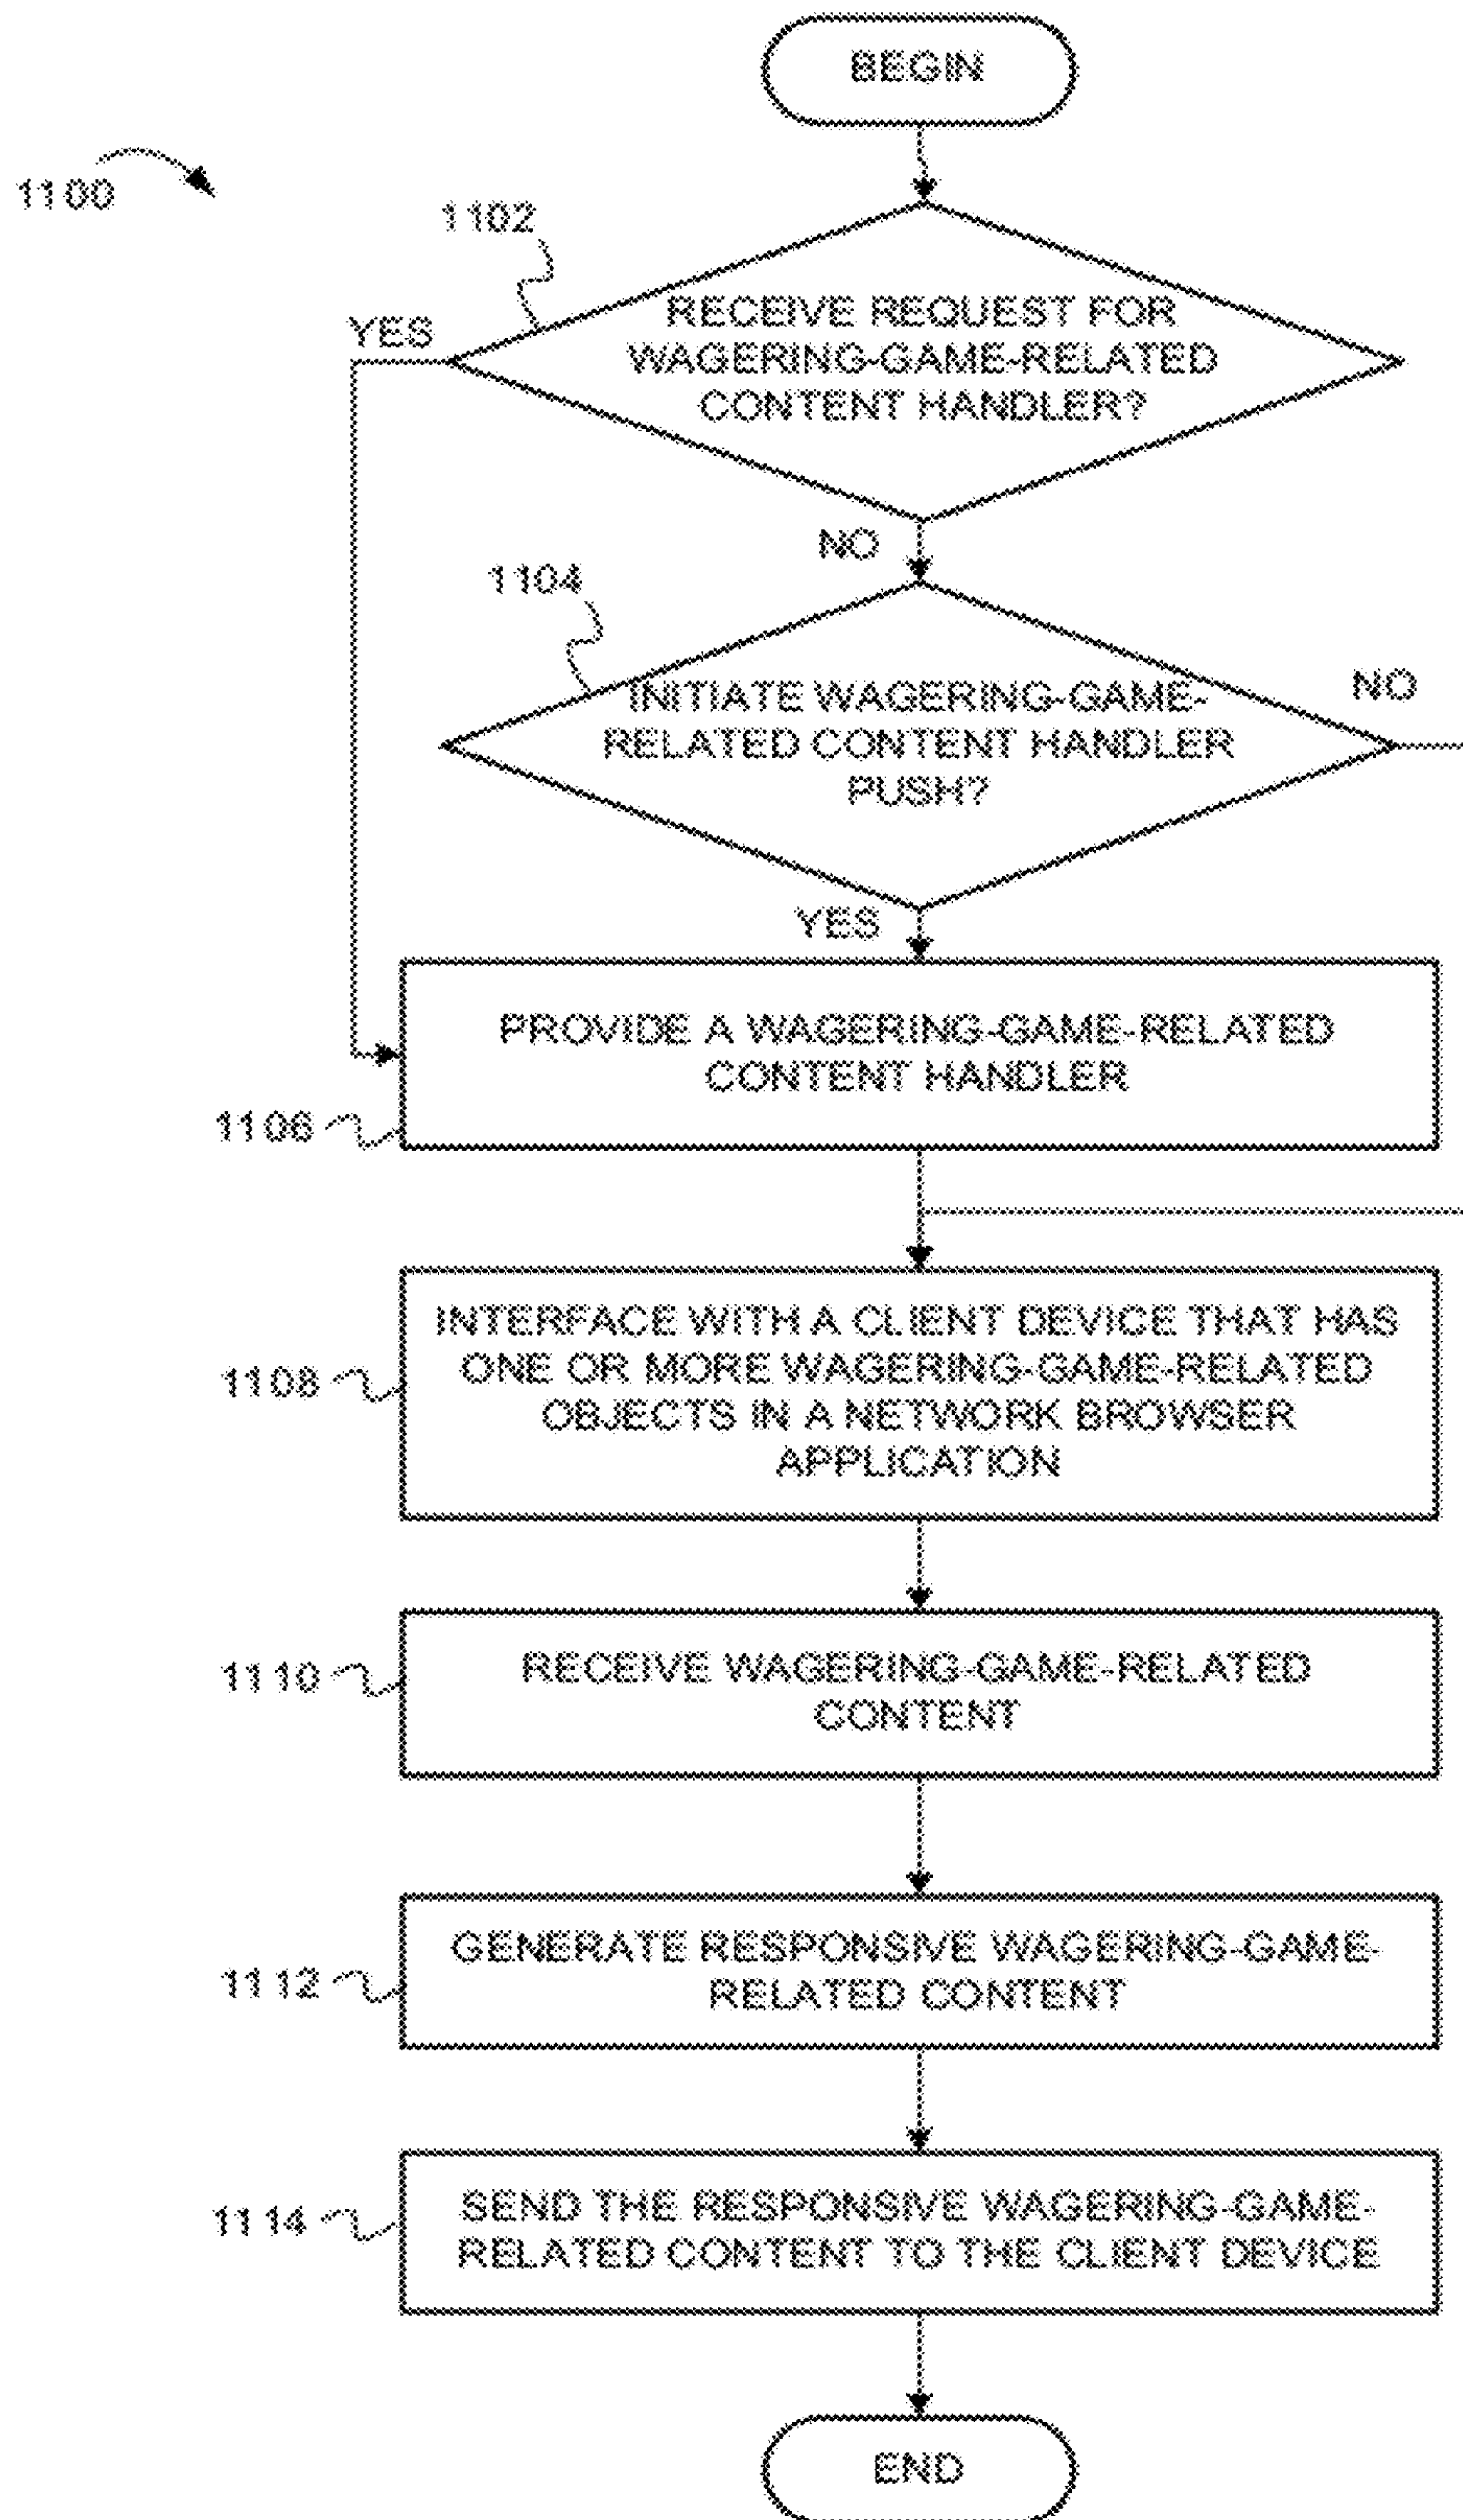 BEGIN
1100
1102
YES
RECEIVE REQUEST FOR
WAGERING-GAME-RELATED
CONTENT HANDLER?
NO
1104
INITIATE WAGERING-GAME-
RELATED CONTENT HANDLER
PUSH?
NO
YES
PROVIDE A WAGERING-GAME-RELATED
CONTENT HANDLER
1106
INTERFACE WITH A CLIENT DEVICE THAT HAS
ONE OR MORE WAGERING-GAME-RELATED
OBJECTS IN A NETWORK BROWSER
APPLICATION
1108
RECEIVE WAGERING-GAME-RELATED
CONTENT
1110
GENERATE RESPONSIVE WAGERING-GAME-
RELATED CONTENT
1112
SEND THE RESPONSIVE WAGERING-GAME-
RELATED CONTENT TO THE CLIENT DEVICE
1114
END